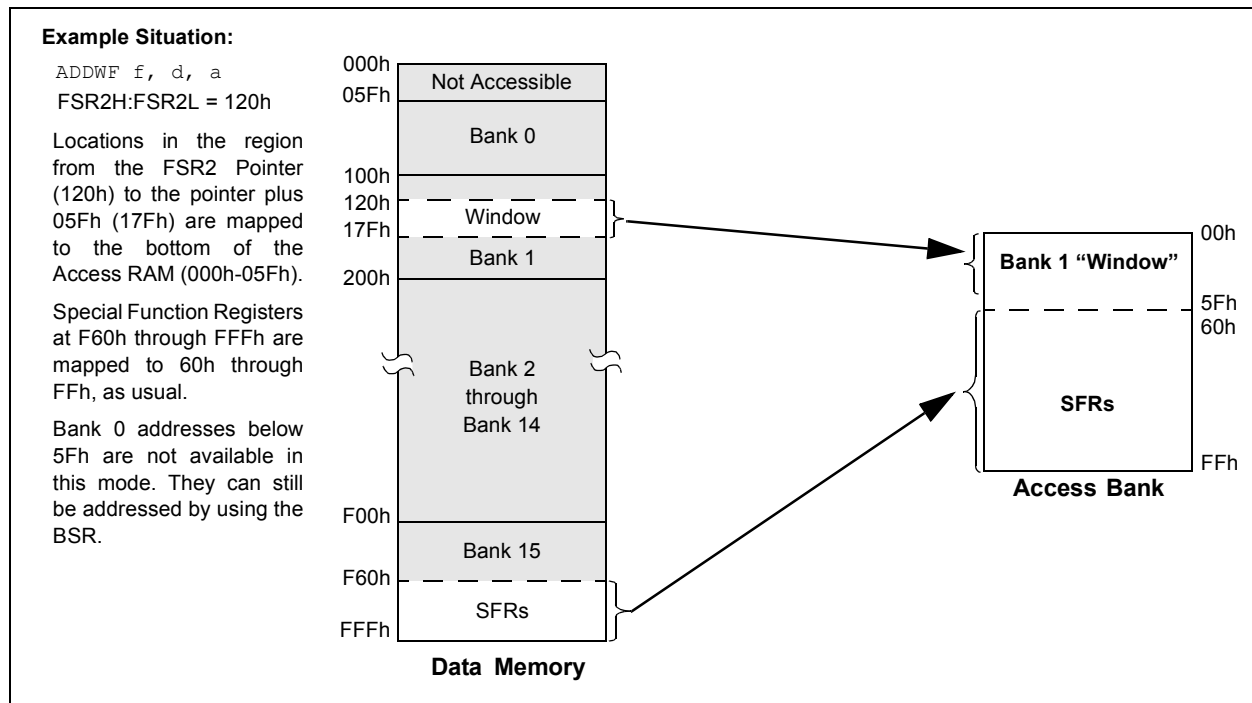 Example Situation:
ADDWF f, d, a
FSR2H:FSR2L = 120h
Locations in the region
from the FSR2 Pointer
(120h) to the pointer plus
05Fh (17Fh) are mapped
to the bottom of the
Access RAM (000h-05Fh).
Special Function Registers
at F60h through FFFh are
mapped to 60h through
FFh, as usual.
Bank 0 addresses below
5Fh are not available in
this mode. They can still
be addressed by using the
BSR.
000h
Not Accessible
05Fh
Bank 0
100h
120h
Window
17Fh
Bank 1
200h
Bank 2
through
Bank 14
F00h
Bank 15
F60h
SFRs
FFFh
Data Memory
00h
Bank 1 “Window”
5Fh
60h
SFRs
FFh
Access Bank